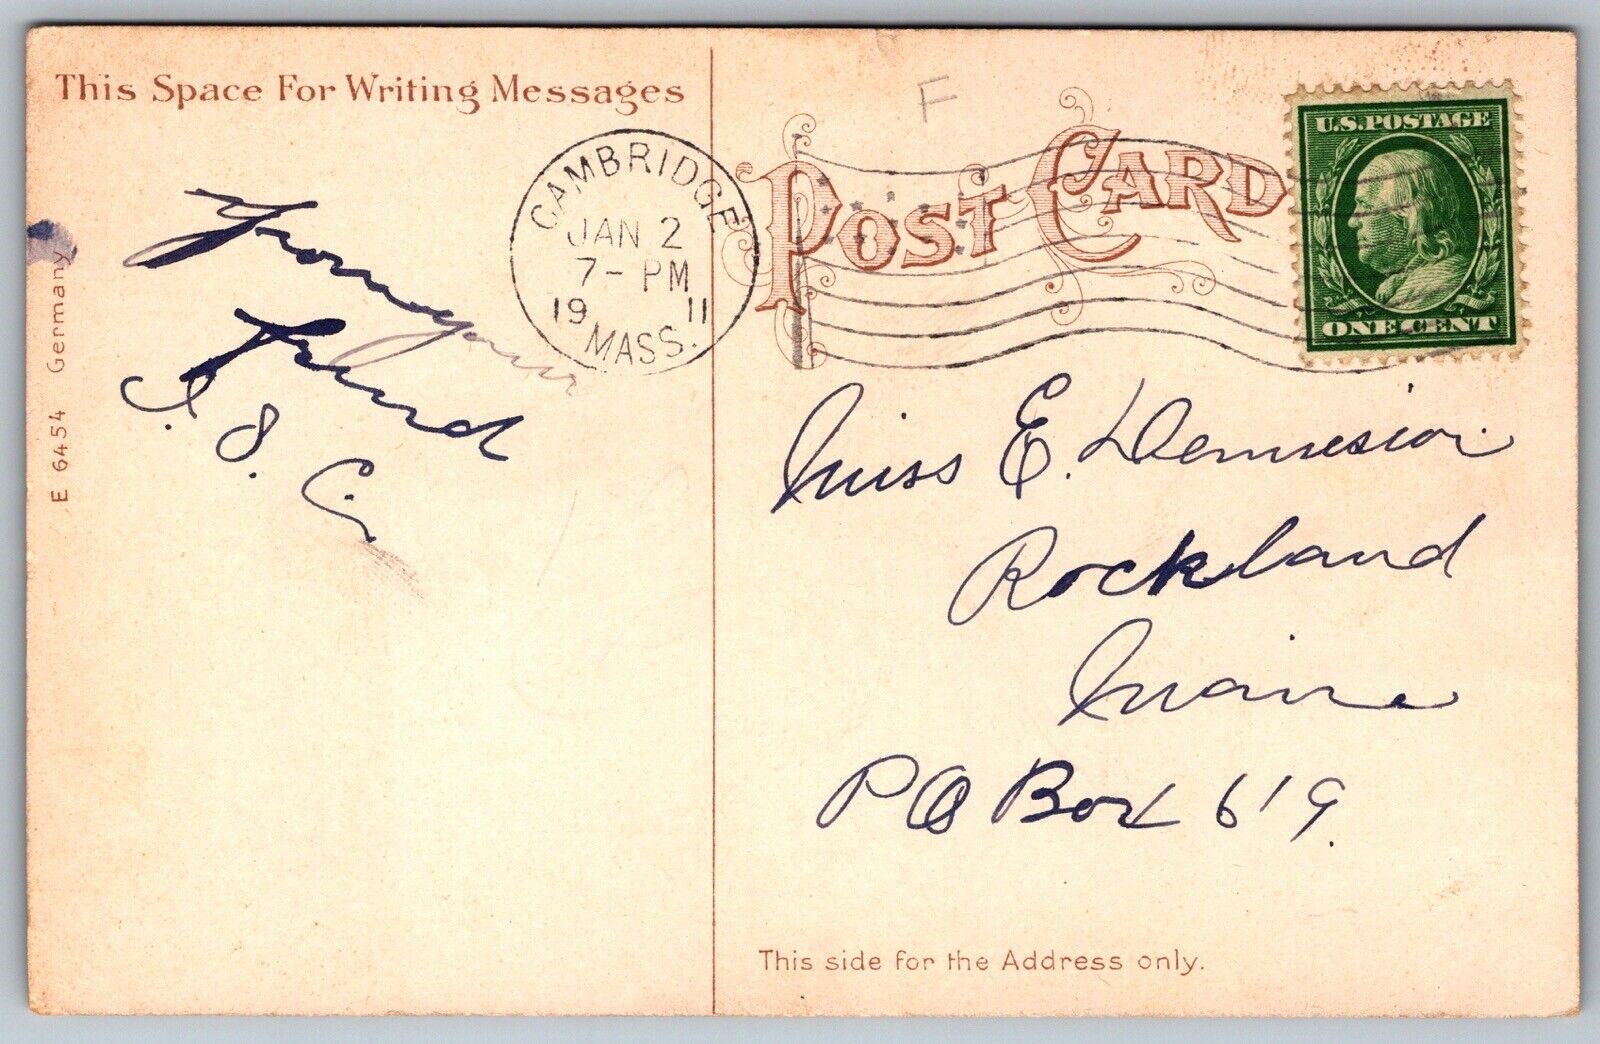 This Space For Writing Messages
From your
friend
S. C.
E 6454 Germany
CAMBRIDGE
JAN 2
7- PM
19 11
MASS.
F
POST CARD
U.S. POSTAGE
ONE CENT
Miss E.
Rockland
Maine
PO Box 619.
This side for the Address only.